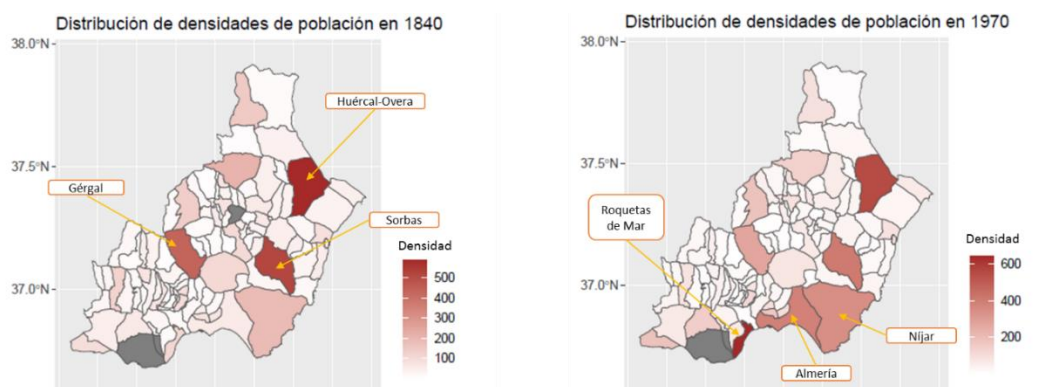 Distribución de densidades de población en 1840
38.0°N
37.5°N
37.0°N
Huércal-Overa
Gérgal
Sorbas
Densidad
500
400
300
200
100
Distribución de densidades de población en 1970
38.0°N
37.5°N
37.0°N
Roquetas
de Mar
Almería
Níjar
Densidad
600
400
200